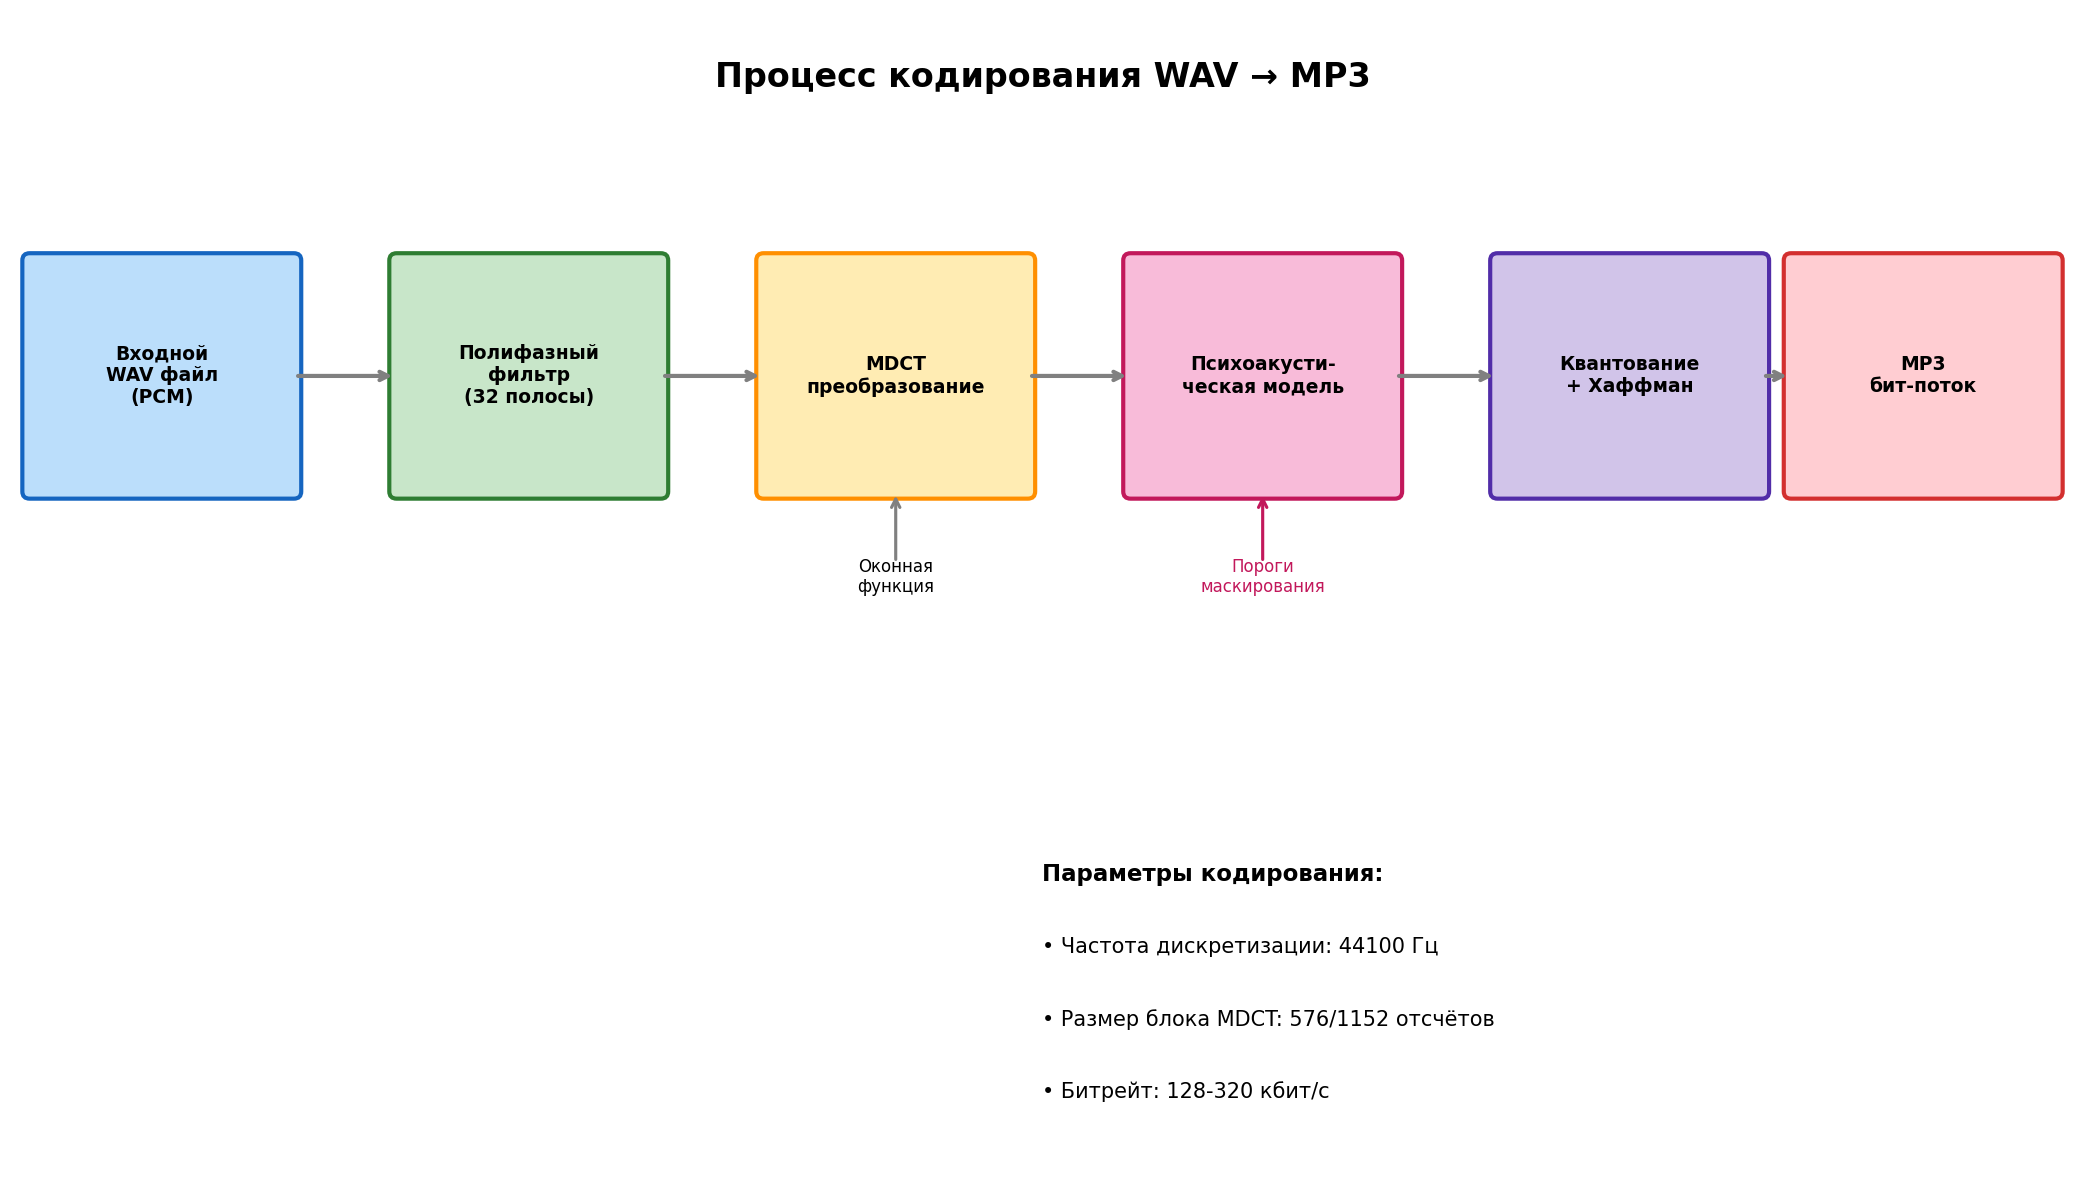 Процесс кодирования WAV → MP3
Входной
WAV файл
(PCM)
Полифазный
фильтр
(32 полосы)
MDCT
преобразование
Психоакусти-
ческая модель
Квантование
+ Хаффман
MP3
бит-поток
Оконная
функция
Пороги
маскирования
Параметры кодирования:
• Частота дискретизации: 44100 Гц
• Размер блока MDCT: 576/1152 отсчётов
• Битрейт: 128-320 кбит/с